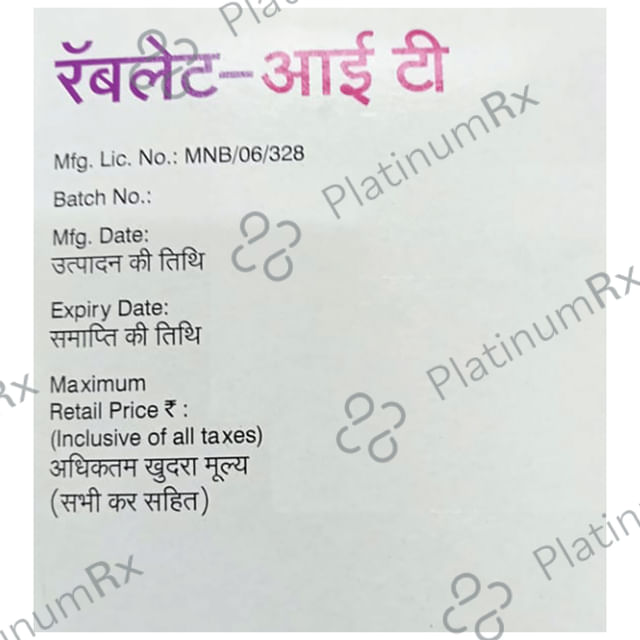 रॅबलेट-आई टी
Mfg. Lic. No.: MNB/06/328
Batch No.:
Mfg. Date:
उत्पादन की तिथि
Expiry Date:
समाप्ति की तिथि
Maximum
Retail Price ₹ :
(Inclusive of all taxes)
अधिकतम खुदरा मूल्य
(सभी कर सहित)
PlatinumRx
PlatinumRx